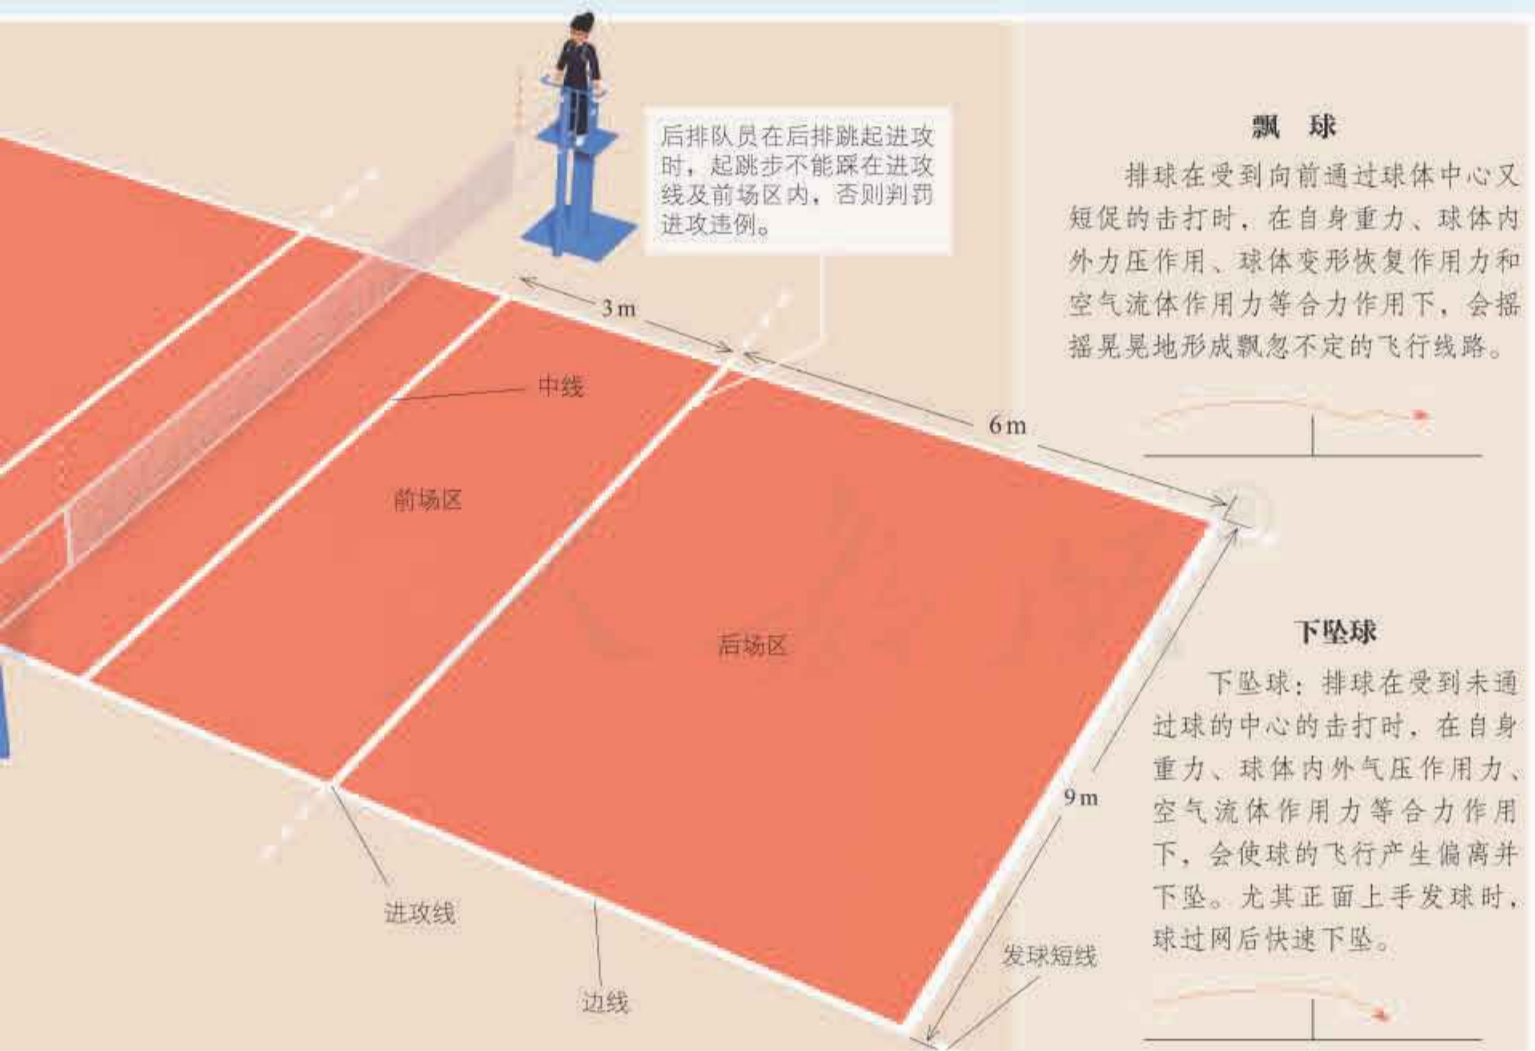 后排队员在后排跳起进攻
时，起跳步不能踩在进攻
线及前场区内，否则判罚
进攻违例。
3m
6m
中线
前场区
后场区
9m
进攻线
边线
发球短线
飘 球
排球在受到向前通过球体中心又
短促的击打时，在自身重力、球体内
外力压作用、球体变形恢复作用力和
空气流体作用力等合力作用下，会摇
摇晃晃地形成飘忽不定的飞行线路。
下坠球
下坠球：排球在受到未通
过球的中心的击打时，在自身
重力、球体内外气压作用力、
空气流体作用力等合力作用
下，会使球的飞行产生偏离并
下坠。尤其正面上手发球时，
球过网后快速下坠。